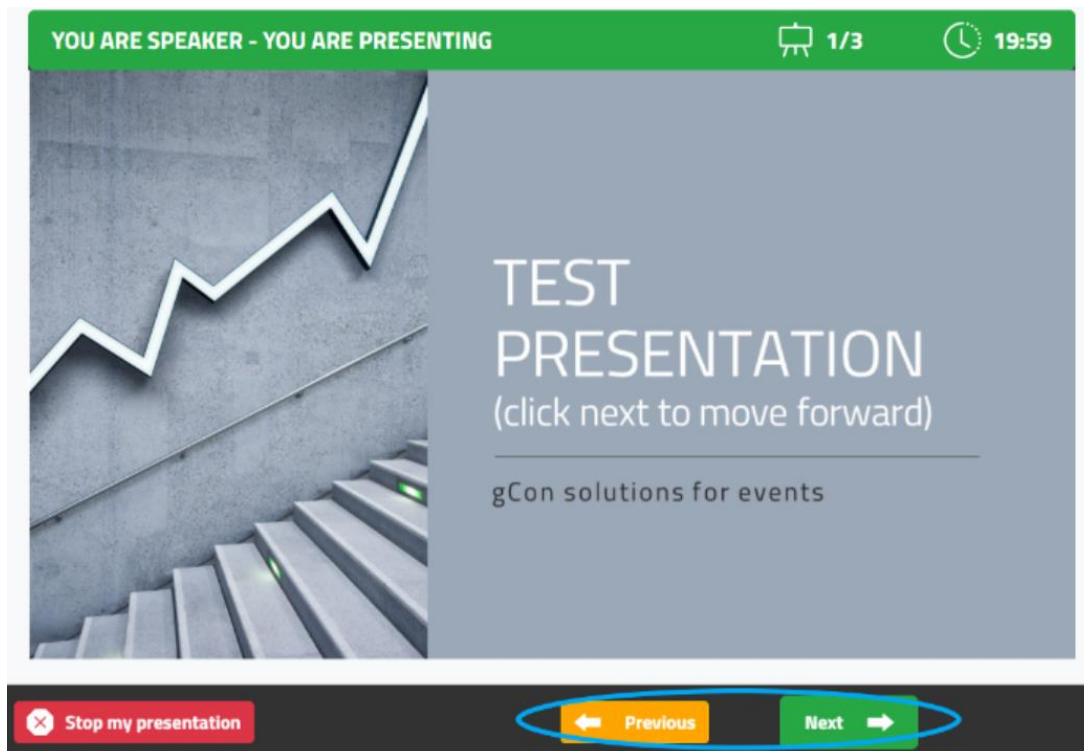 YOU ARE SPEAKER - YOU ARE PRESENTING 1/3 19:59
TEST
PRESENTATION
(click next to move forward)
gCon solutions for events
Stop my presentation Previous Next